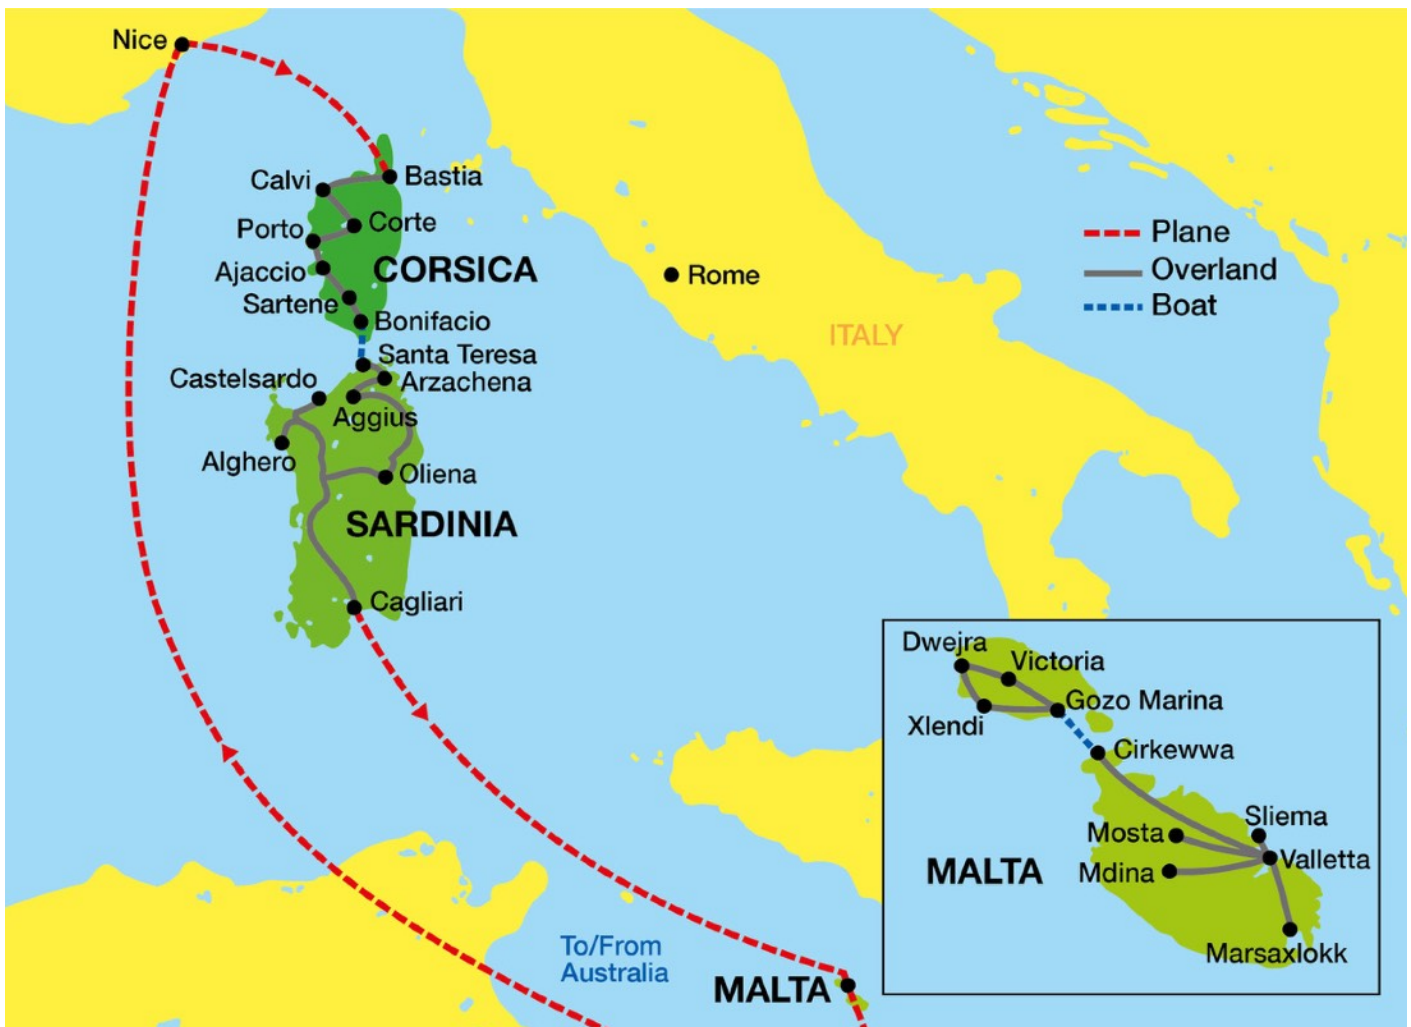 Nice
Calvi
Bastia
Porto
Corte
Ajaccio
CORSICA
Sartene
Bonifacio
Santa Teresa
Castelsardo
Arzachena
Aggius
Alghero
Oliena
SARDINIA
Cagliari
Rome
ITALY
Plane
Overland
Boat
To/From
Australia
MALTA
Dwejra
Victoria
Gozo Marina
Xlendi
Cirkewwa
Sliema
Mosta
Valletta
Mdina
MALTA
Marsaxlokk